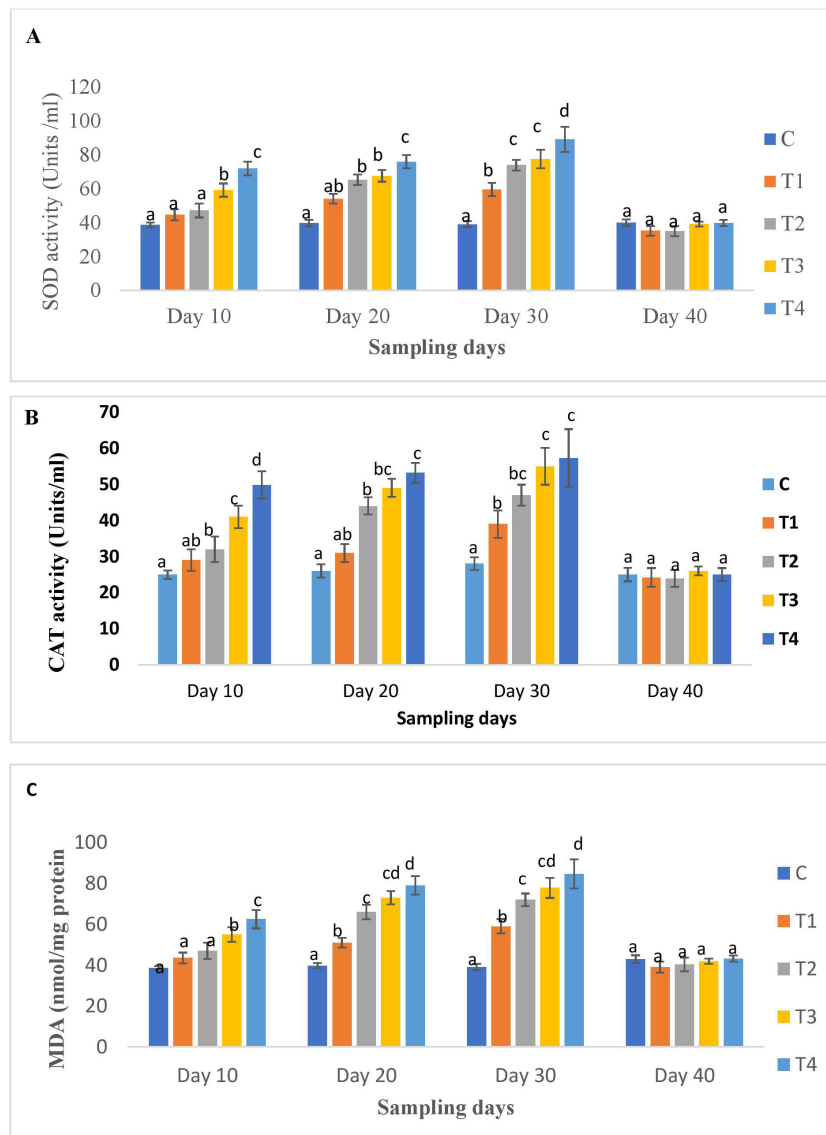 A
SOD activity (Units /ml)
120
100
80
60
40
20
0
a a a b c
a ab b b c
a b c c d
a a a a a
Day 10 Day 20 Day 30 Day 40
Sampling days
C
T1
T2
T3
T4
B
CAT activity (Units/ml)
70
60
50
40
30
20
10
0
a ab b c d
a ab b bc c
a b bc c c
a a a a a
Day 10 Day 20 Day 30 Day 40
Sampling days
C
T1
T2
T3
T4
C
MDA (nmol/mg protein
100
80
60
40
20
0
a a a b c
a b c cd d
a b c cd d
a a a a a
Day 10 Day 20 Day 30 Day 40
Sampling days
C
T1
T2
T3
T4